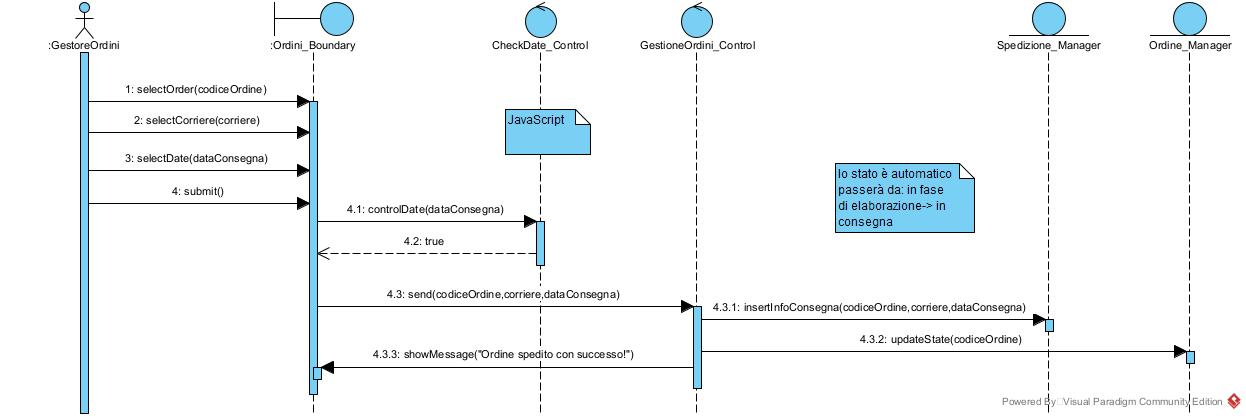 :GestoreOrdini
:Ordini_Boundary
CheckDate_Control
GestioneOrdini_Control
Spedizione_Manager
Ordine_Manager
1: selectOrder(codiceOrdine)
2: selectCorriere(corriere)
3: selectDate(dataConsegna)
4: submit()
JavaScript
lo stato è automatico
passerà da: in fase
di elaborazione-> in
consegna
4.1: controlDate(dataConsegna)
4.2: true
4.3: send(codiceOrdine,corriere,dataConsegna)
4.3.1: insertInfoConsegna(codiceOrdine,corriere,dataConsegna)
4.3.2: updateState(codiceOrdine)
4.3.3: showMessage("Ordine spedito con successo!")
Powered By Visual Paradigm Community Edition